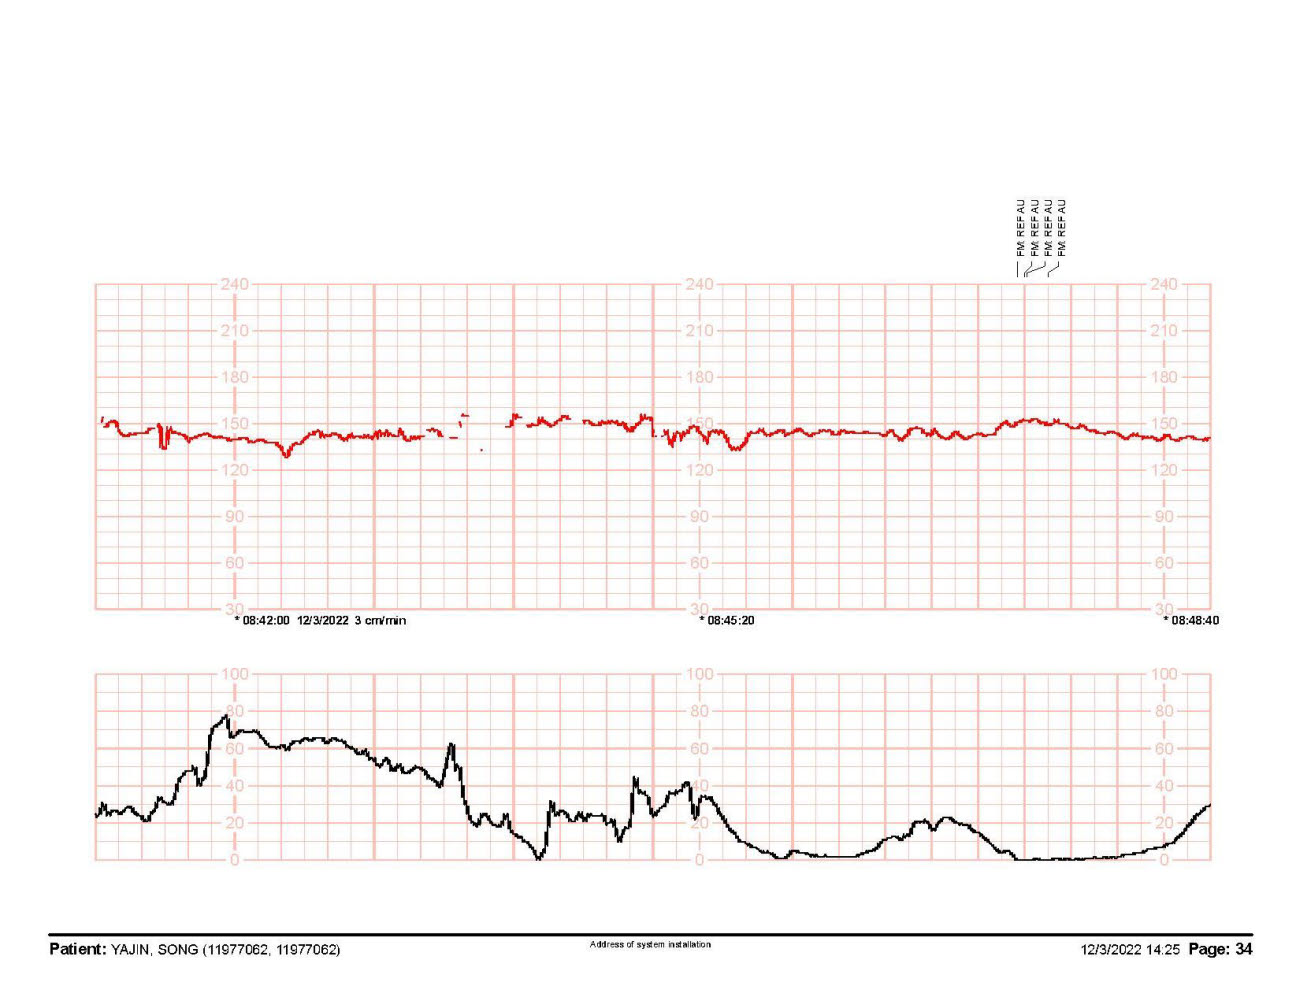 FM: REF AU
FM: REF AU
FM: REF AU
FM: REF AU
240 240 240
210 210 210
180 180 180
150 150 150
120 120 120
90 90 90
60 60 60
30 30 30
* 08:42:00 12/3/2022 3 cm/min * 08:45:20 * 08:48:40
100 100 100
80 80 80
60 60 60
40 40 40
20 20 20
0 0 0
Patient: YAJIN, SONG (11977062, 11977062) Address of system installation 12/3/2022 14:25 Page: 34